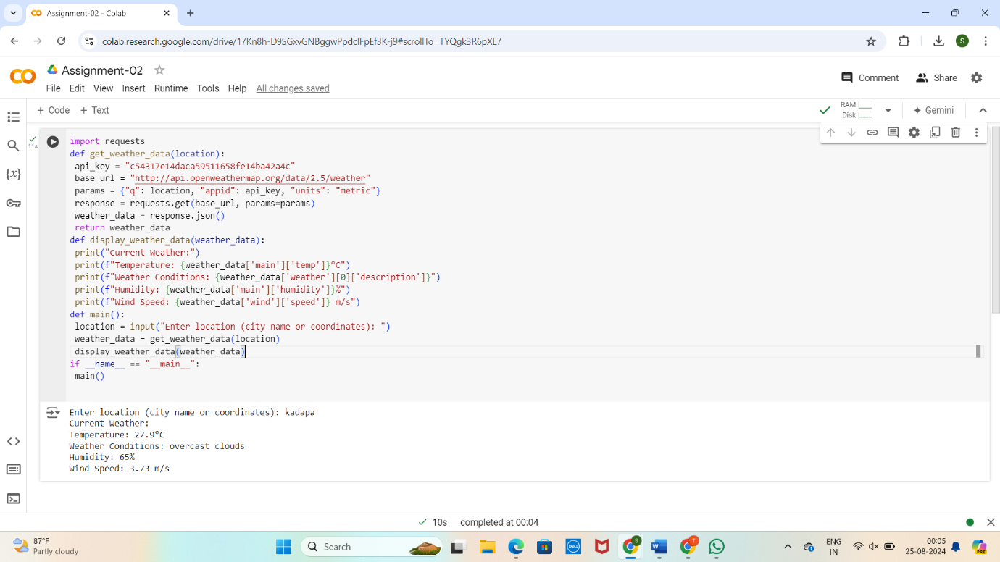 Assignment-02 - Colab
colab.research.google.com/drive/17Kn8h-D9SGxvGNBggwPpdclFpEf3K-j9#scrollTo=TYQgk3R6pXL7
S
Assignment-02
Comment
Share
File Edit View Insert Runtime Tools Help All changes saved
+ Code + Text
RAM
Disk
Gemini
11s
import requests
def get_weather_data(location):
api_key = "c54317e14daca59511658fe14ba42a4c"
base_url = "http://api.openweathermap.org/data/2.5/weather"
params = {"q": location, "appid": api_key, "units": "metric"}
response = requests.get(base_url, params=params)
weather_data = response.json()
return weather_data
def display_weather_data(weather_data):
print("Current Weather:")
print(f"Temperature: {weather_data['main']['temp']}°C")
print(f"Weather Conditions: {weather_data['weather'][0]['description']}")
print(f"Humidity: {weather_data['main']['humidity']}%")
print(f"Wind Speed: {weather_data['wind']['speed']} m/s")
def main():
location = input("Enter location (city name or coordinates): ")
weather_data = get_weather_data(location)
display_weather_data(weather_data)
if __name__ == "__main__":
main()
Enter location (city name or coordinates): kadapa
Current Weather:
Temperature: 27.9°C
Weather Conditions: overcast clouds
Humidity: 65%
Wind Speed: 3.73 m/s
10s completed at 00:04
87°F
Partly cloudy
Search
DELL
S
W
T
ENG
IN
00:05
25-08-2024
PRE